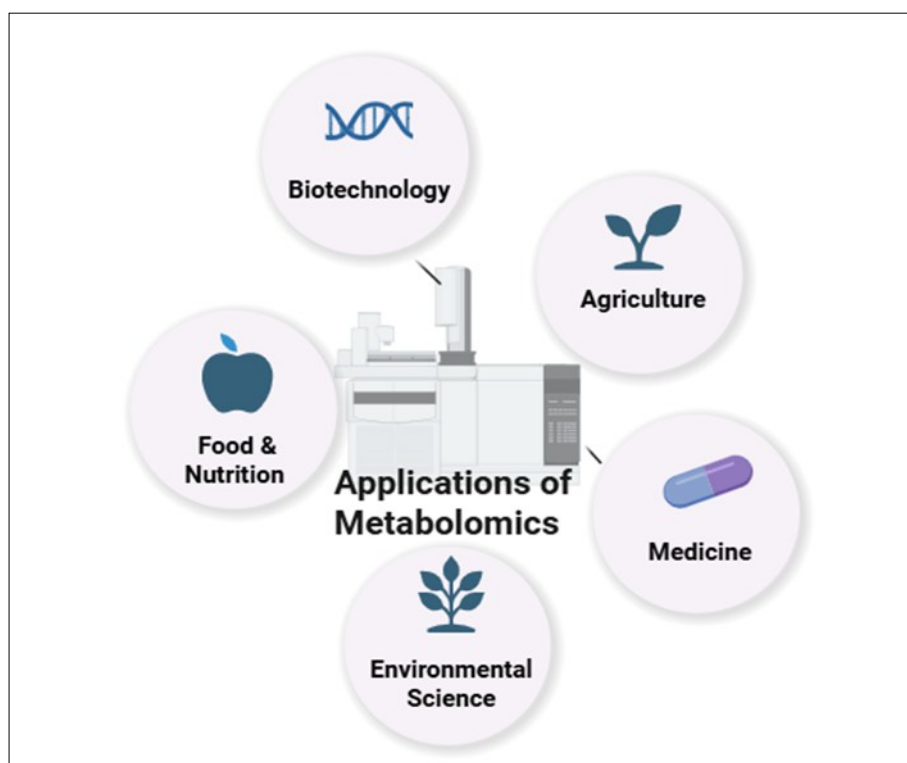 Biotechnology
Agriculture
Food &
Nutrition
Applications of
Metabolomics
Medicine
Environmental
Science